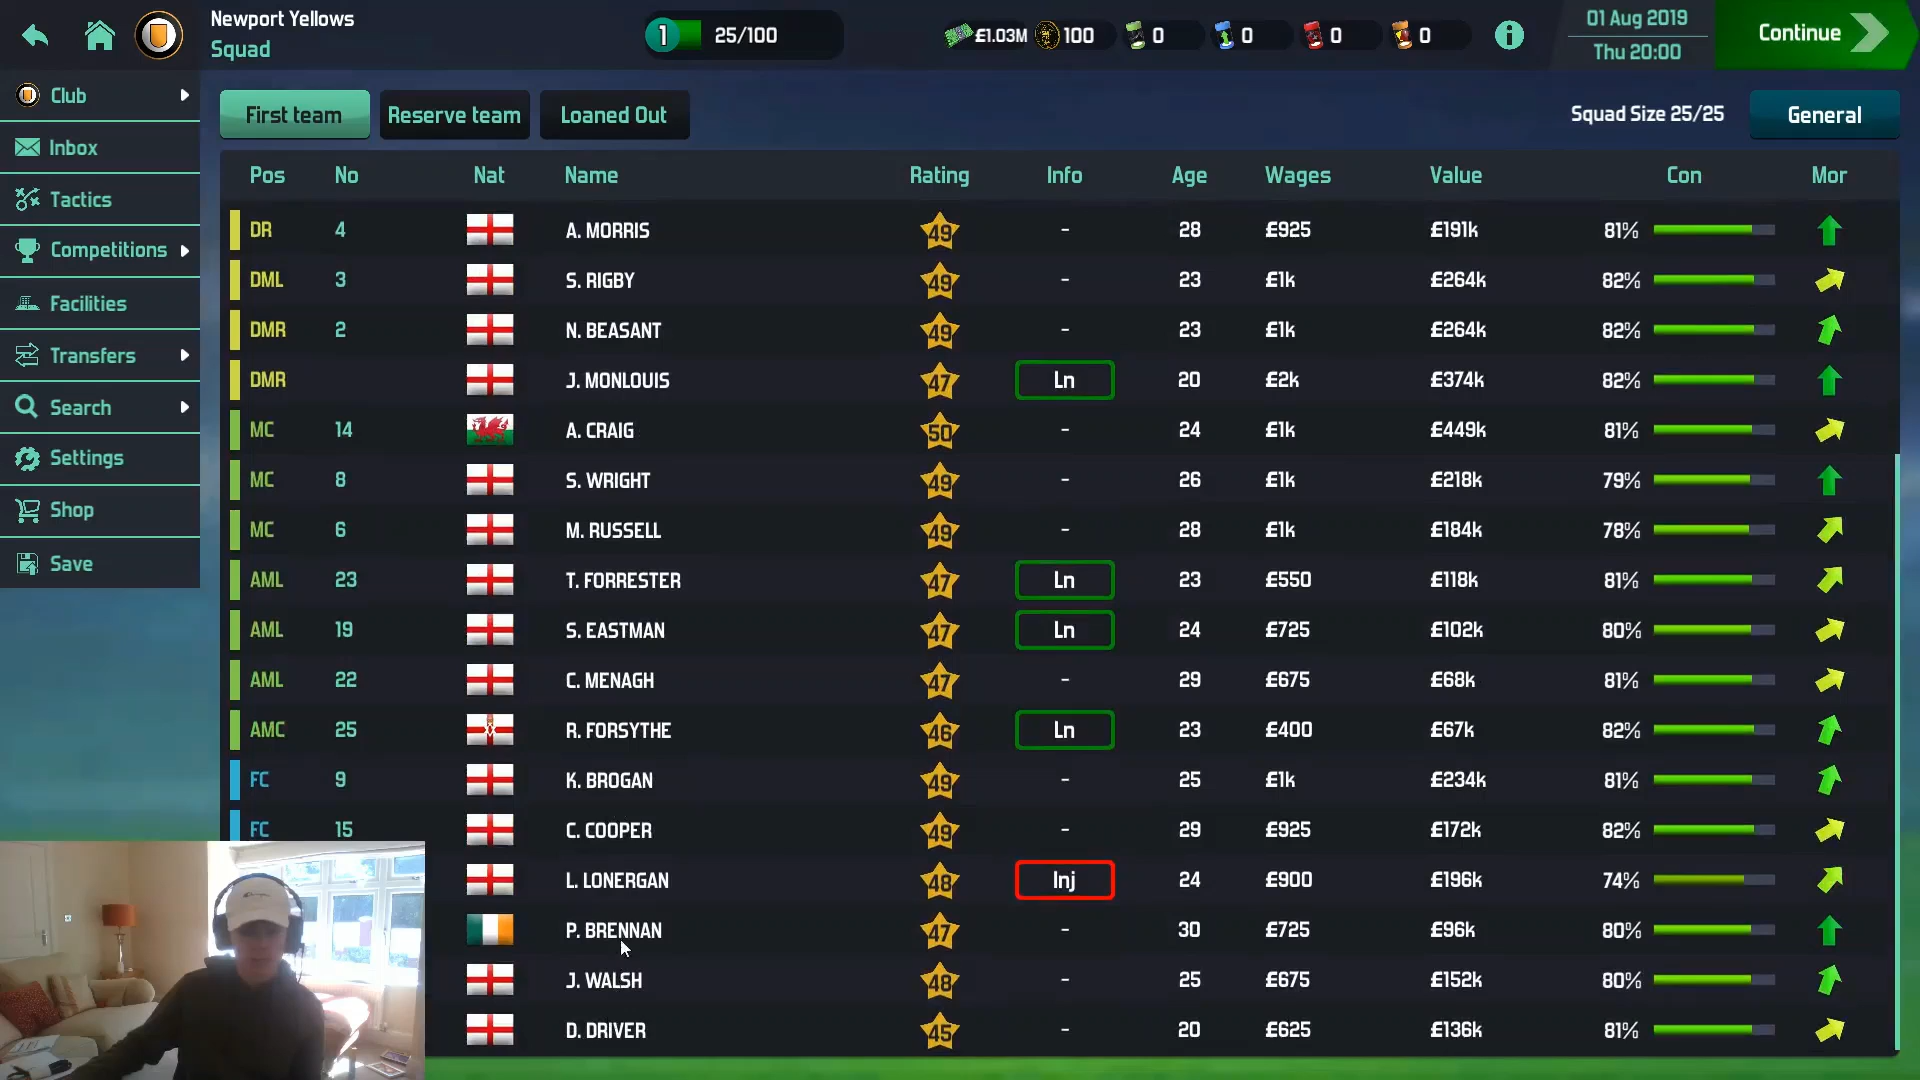 Newport Yellows
Squad
1 25/100
£1.03M 100 0 0 0 0
01 Aug 2019
Thu 20:00
Continue
Club
Inbox
Tactics
Competitions
Facilities
Transfers
Search
Settings
Shop
Save
First team Reserve team Loaned Out Squad Size 25/25 General
Pos No Nat Name Rating Info Age Wages Value Con Mor
DR 4 A. MORRIS 49 - 28 £925 £191k 81%
DML 3 S. RIGBY 49 - 23 £1k £264k 82%
DMR 2 N. BEASANT 49 - 23 £1k £264k 82%
DMR J. MONLOUIS 47 Ln 20 £2k £374k 82%
MC 14 A. CRAIG 50 - 24 £1k £449k 81%
MC 8 S. WRIGHT 49 - 26 £1k £218k 79%
MC 6 M. RUSSELL 49 - 28 £1k £184k 78%
AML 23 T. FORRESTER 47 Ln 23 £550 £118k 81%
AML 19 S. EASTMAN 47 Ln 24 £725 £102k 80%
AML 22 C. MENAGH 47 - 29 £675 £68k 81%
AMC 25 R. FORSYTHE 46 Ln 23 £400 £67k 82%
FC 9 K. BROGAN 49 - 25 £1k £234k 81%
FC 15 C. COOPER 49 - 29 £925 £172k 82%
L. LONERGAN 48 Inj 24 £900 £196k 74%
P. BRENNAN 47 - 30 £725 £96k 80%
J. WALSH 48 - 25 £675 £152k 80%
D. DRIVER 45 - 20 £625 £136k 81%